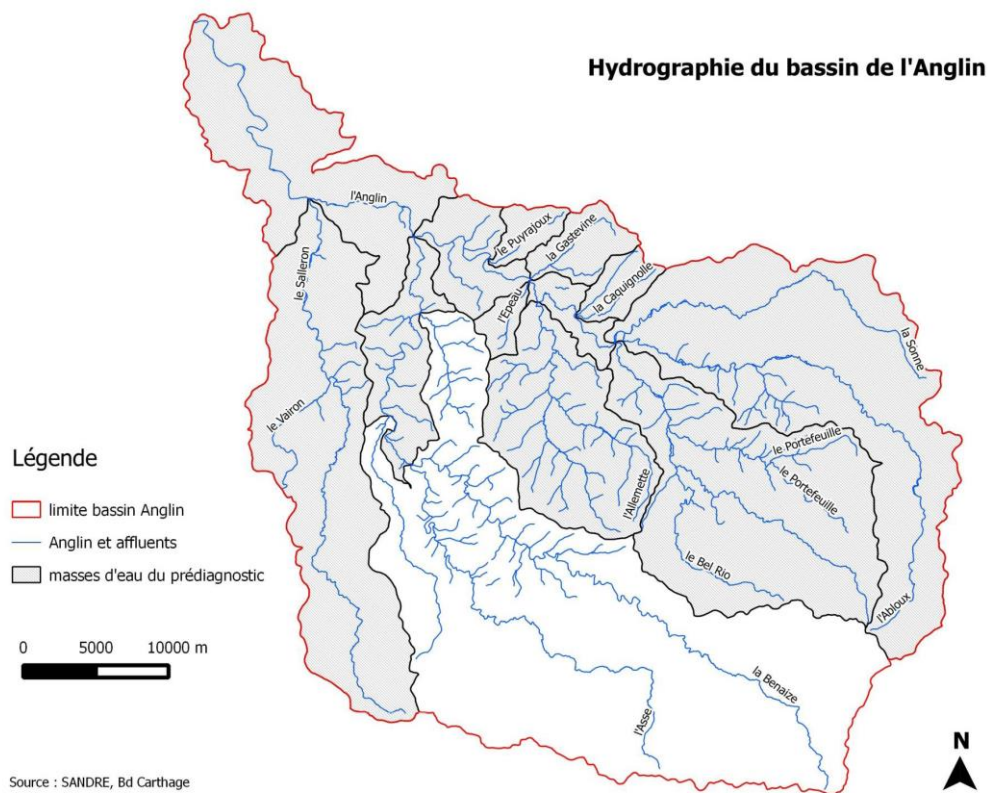 Hydrographie du bassin de l'Anglin
l'Anglin
le Puyrajoux
la Gastevine
la Caquignolle
l'Epeau
le Salleron
la Sonne
le Vairon
le Portefeuille
le Portefeuille
l'Allemette
le Bel Rio
l'Abloux
la Benaize
l'Asse
Légende
limite bassin Anglin
Anglin et affluents
masses d'eau du prédiagnostic
0 5000 10000 m
N
Source : SANDRE, Bd Carthage